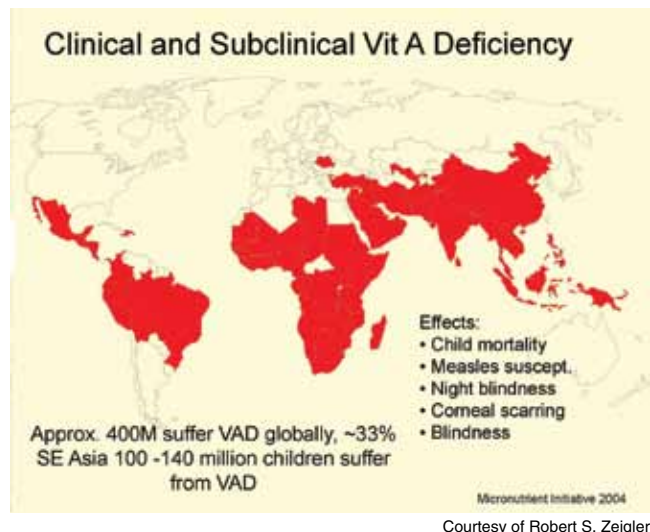 Clinical and Subclinical Vit A Deficiency
Effects:
• Child mortality
• Measles suscept.
• Night blindness
• Corneal scarring
• Blindness
Approx. 400M suffer VAD globally, ~33%
SE Asia 100 -140 million children suffer
from VAD
Micronutrient Initiative 2004
Courtesy of Robert S. Zeigler